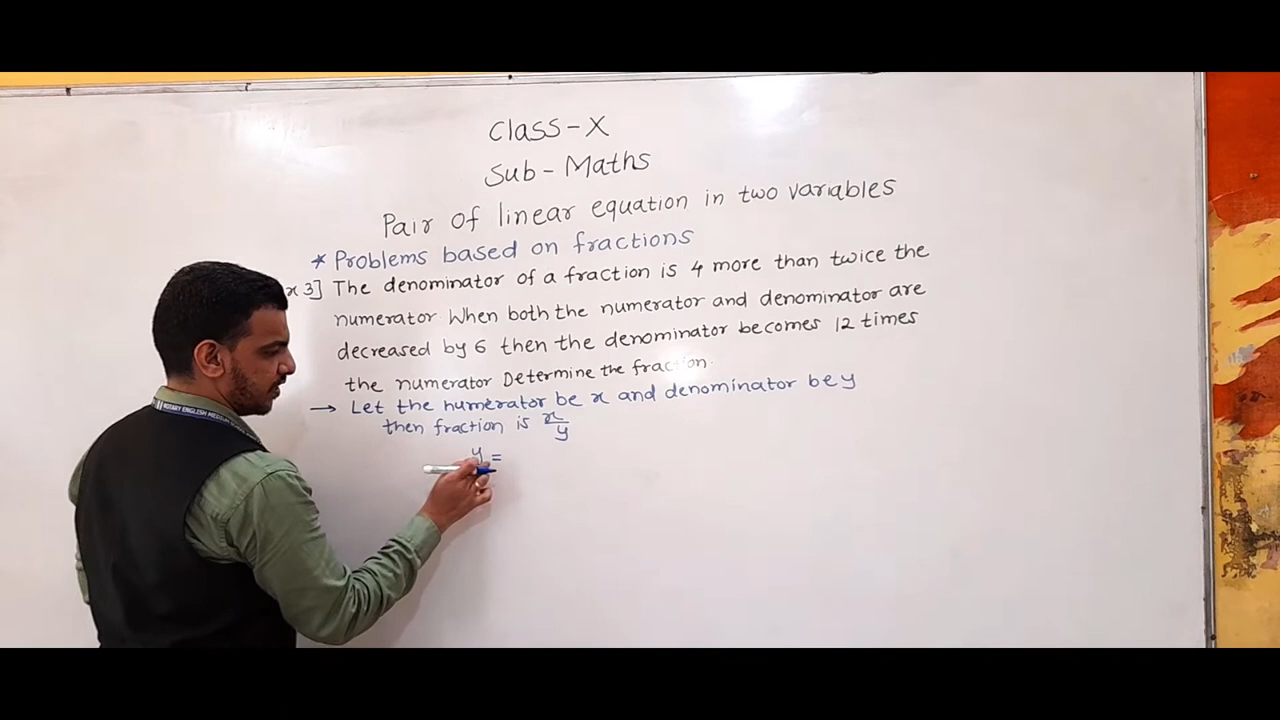 Class-X
Sub-Maths
Pair of linear equation in two variables
* Problems based on fractions
x 3] The denominator of a fraction is 4 more than twice the
numerator. When both the numerator and denominator are
decreased by 6 then the denominator becomes 12 times
the numerator Determine the fraction.
→ Let the numerator be x and denominator be y
then fraction is x/y
y =
ROTARY ENGLISH